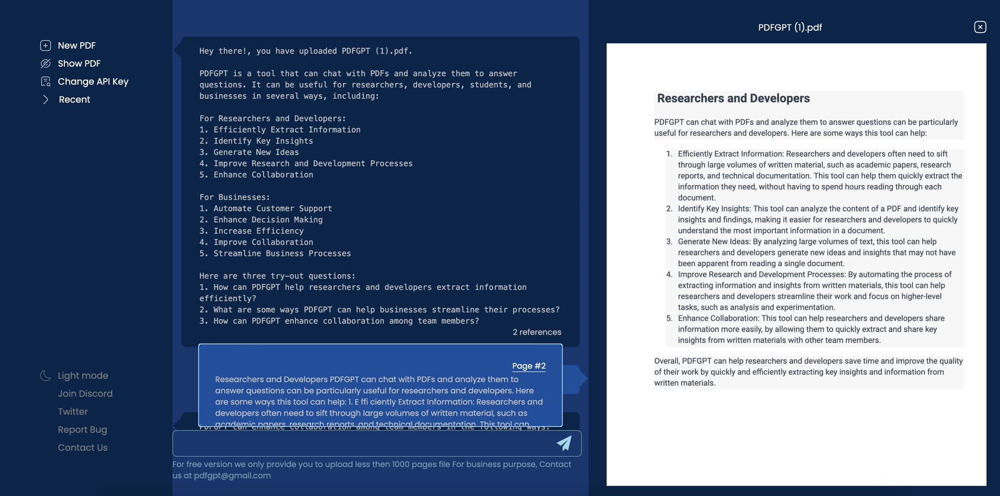 New PDF
Show PDF
Change API Key
Recent
Light mode
Join Discord
Twitter
Report Bug
Contact Us
Hey there!, you have uploaded PDFGPT (1).pdf.
PDFGPT is a tool that can chat with PDFs and analyze them to answer
questions. It can be useful for researchers, developers, students, and
businesses in several ways, including:
For Researchers and Developers:
1. Efficiently Extract Information
2. Identify Key Insights
3. Generate New Ideas
4. Improve Research and Development Processes
5. Enhance Collaboration
For Businesses:
1. Automate Customer Support
2. Enhance Decision Making
3. Increase Efficiency
4. Improve Collaboration
5. Streamline Business Processes
Here are three try-out questions:
1. How can PDFGPT help researchers and developers extract information
efficiently?
2. What are some ways PDFGPT can help businesses streamline their processes?
3. How can PDFGPT enhance collaboration among team members?
2 references
Page #2
Researchers and Developers PDFGPT can chat with PDFs and analyze them to
answer questions can be particularly useful for researchers and developers. Here
are some ways this tool can help: 1. E ffi ciently Extract Information: Researchers and
developers often need to sift through large volumes of written material, such as
academic papers, research reports, and technical documentation. This tool can
PDFGPT can enhance collaboration among team members in the following ways:
For free version we only provide you to upload less then 1000 pages file For business purpose, Contact
us at pdfgpt@gmail.com
PDFGPT (1).pdf
Researchers and Developers
PDFGPT can chat with PDFs and analyze them to answer questions can be particularly
useful for researchers and developers. Here are some ways this tool can help:
1. Efficiently Extract Information: Researchers and developers often need to sift
through large volumes of written material, such as academic papers, research
reports, and technical documentation. This tool can help them quickly extract the
information they need, without having to spend hours reading through each
document.
2. Identify Key Insights: This tool can analyze the content of a PDF and identify key
insights and findings, making it easier for researchers and developers to quickly
understand the most important information in a document.
3. Generate New Ideas: By analyzing large volumes of text, this tool can help
researchers and developers generate new ideas and insights that may not have
been apparent from reading a single document.
4. Improve Research and Development Processes: By automating the process of
extracting information and insights from written materials, this tool can help
researchers and developers streamline their work and focus on higher-level
tasks, such as analysis and experimentation.
5. Enhance Collaboration: This tool can help researchers and developers share
information more easily, by allowing them to quickly extract and share key
insights from written materials with other team members.
Overall, PDFGPT can help researchers and developers save time and improve the quality
of their work by quickly and efficiently extracting key insights and information from
written materials.